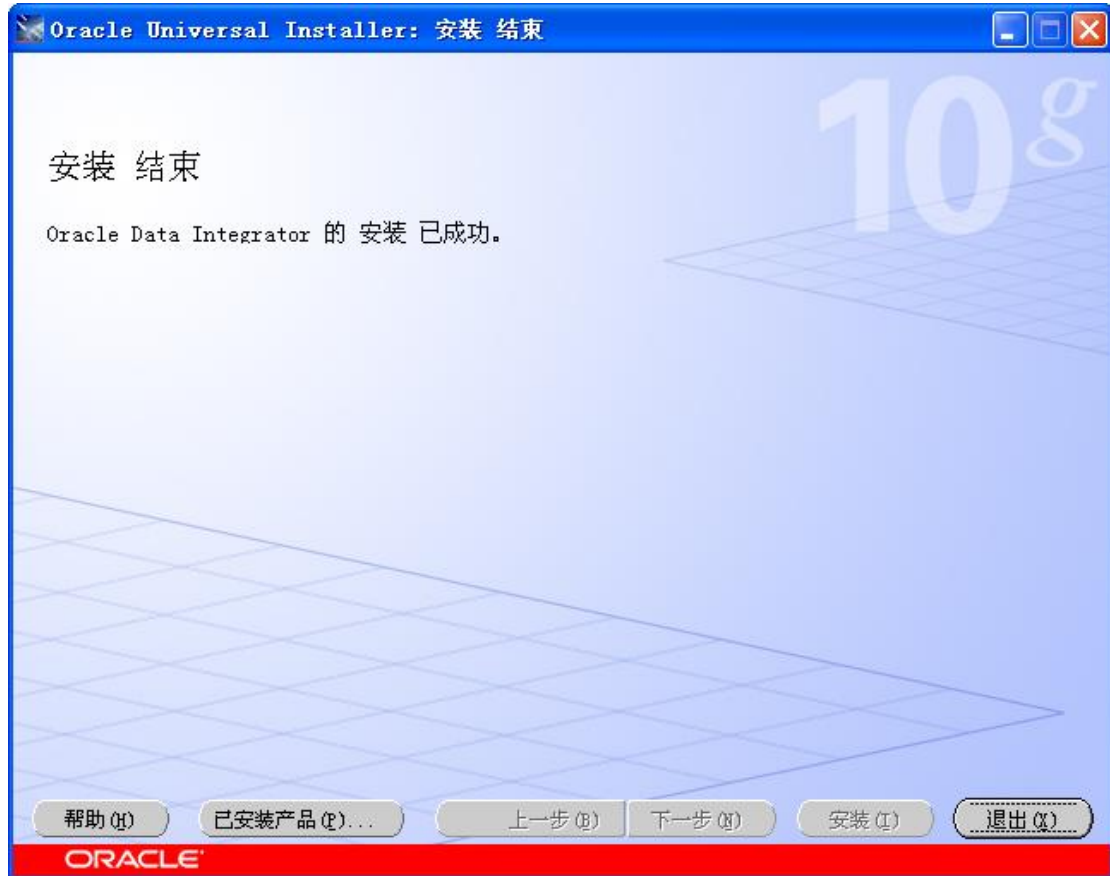 Oracle Universal Installer: 安装 结束
10g
安装 结束
Oracle Data Integrator 的 安装 已成功。
帮助(H) 已安装产品(P)... 上一步(B) 下一步(N) 安装(I) 退出(X)
ORACLE